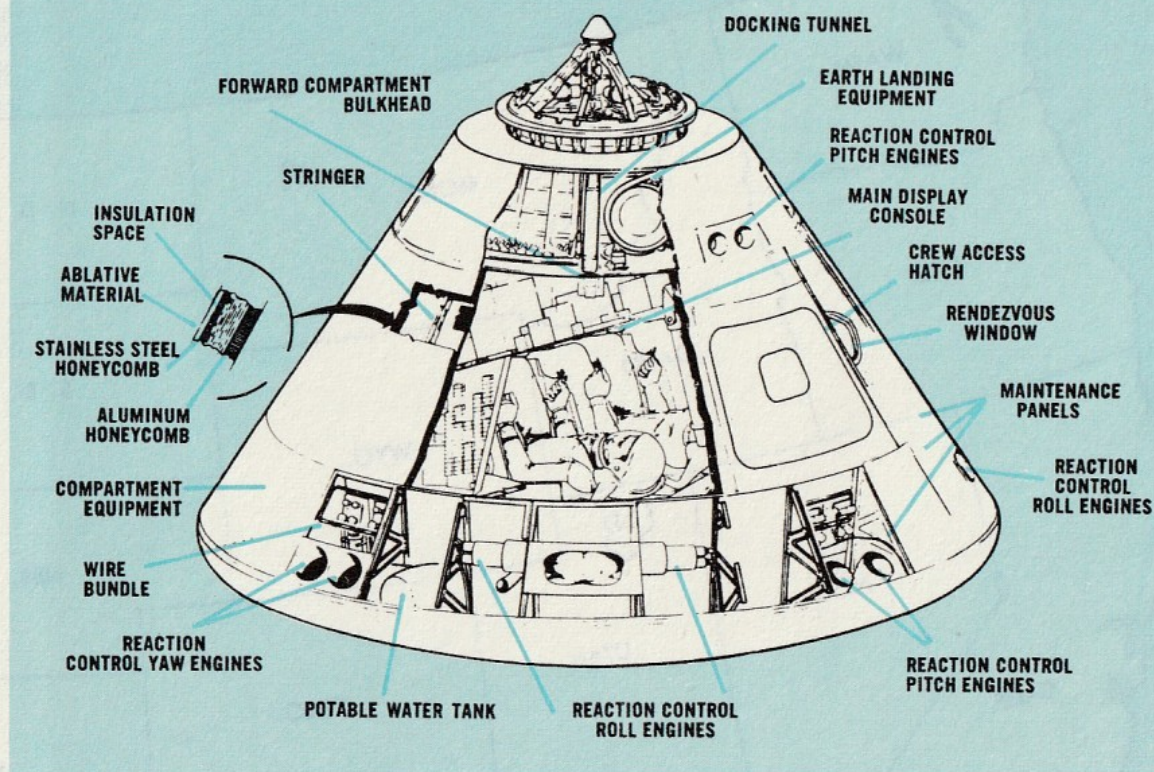 DOCKING TUNNEL
FORWARD COMPARTMENT
BULKHEAD
EARTH LANDING
EQUIPMENT
REACTION CONTROL
PITCH ENGINES
STRINGER
MAIN DISPLAY
CONSOLE
INSULATION
SPACE
CREW ACCESS
HATCH
ABLATIVE
MATERIAL
RENDEZVOUS
WINDOW
STAINLESS STEEL
HONEYCOMB
MAINTENANCE
PANELS
ALUMINUM
HONEYCOMB
REACTION
CONTROL
ROLL ENGINES
COMPARTMENT
EQUIPMENT
WIRE
BUNDLE
REACTION
CONTROL YAW ENGINES
REACTION CONTROL
PITCH ENGINES
POTABLE WATER TANK
REACTION CONTROL
ROLL ENGINES